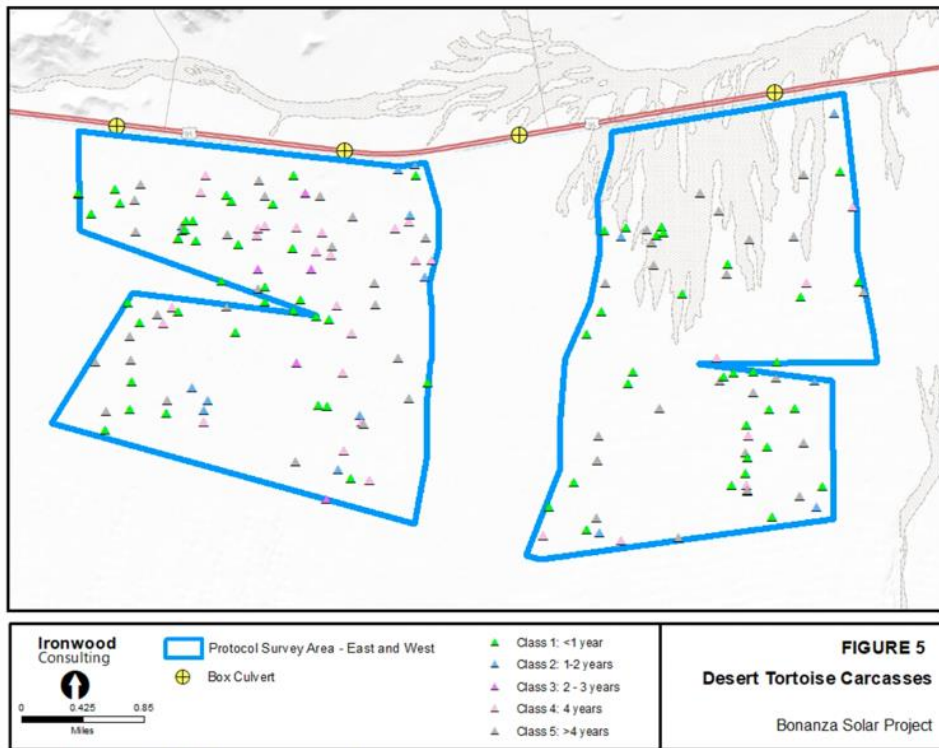 Ironwood
Consulting
0 0.425 0.85
Miles
Protocol Survey Area - East and West
Box Culvert
Class 1: <1 year
Class 2: 1-2 years
Class 3: 2 - 3 years
Class 4: 4 years
Class 5: >4 years
FIGURE 5
Desert Tortoise Carcasses
Bonanza Solar Project